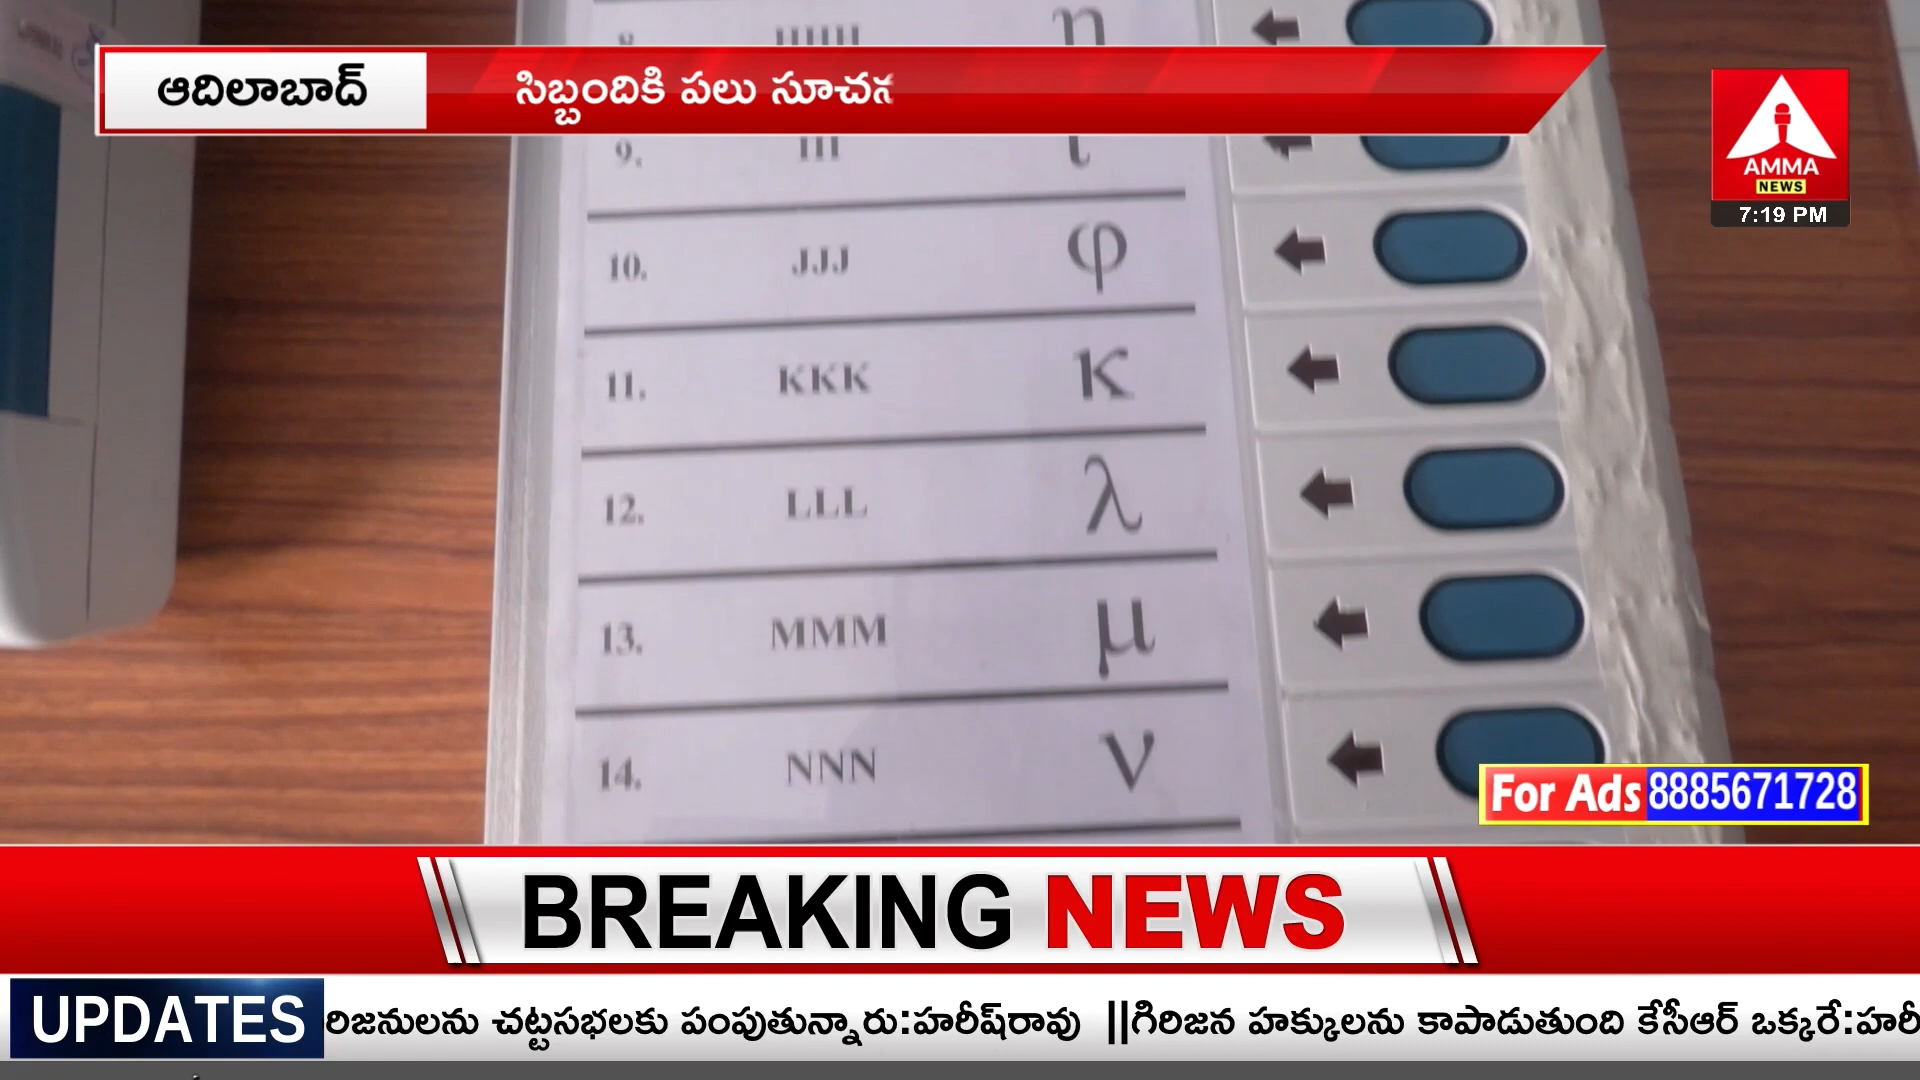 ఆదిలాబాద్
సిబ్బందికి పలు సూచన
AMMA
NEWS
7:19 PM
9. III ι
10. JJJ φ
11. KKK κ
12. LLL λ
13. MMM μ
14. NNN ν
For Ads 8885671728
BREAKING NEWS
UPDATES
రిజనులను చట్టసభలకు పంపుతున్నారు:హరీష్‌రావు ||గిరిజన హక్కులను కాపాడుతుంది కేసీఆర్ ఒక్కరే:హరీ